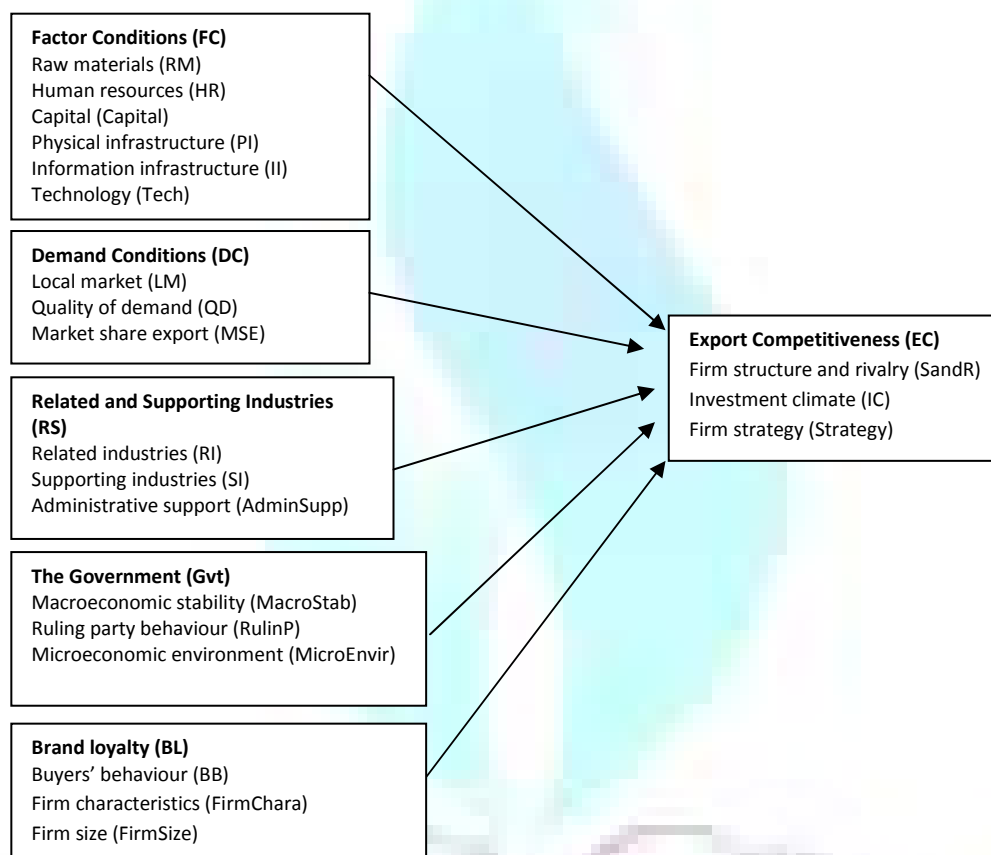 Factor Conditions (FC)
Raw materials (RM)
Human resources (HR)
Capital (Capital)
Physical infrastructure (PI)
Information infrastructure (II)
Technology (Tech)
Demand Conditions (DC)
Local market (LM)
Quality of demand (QD)
Market share export (MSE)
Related and Supporting Industries
(RS)
Related industries (RI)
Supporting industries (SI)
Administrative support (AdminSupp)
The Government (Gvt)
Macroeconomic stability (MacroStab)
Ruling party behaviour (RulinP)
Microeconomic environment (MicroEnvir)
Brand loyalty (BL)
Buyers’ behaviour (BB)
Firm characteristics (FirmChara)
Firm size (FirmSize)
Export Competitiveness (EC)
Firm structure and rivalry (SandR)
Investment climate (IC)
Firm strategy (Strategy)